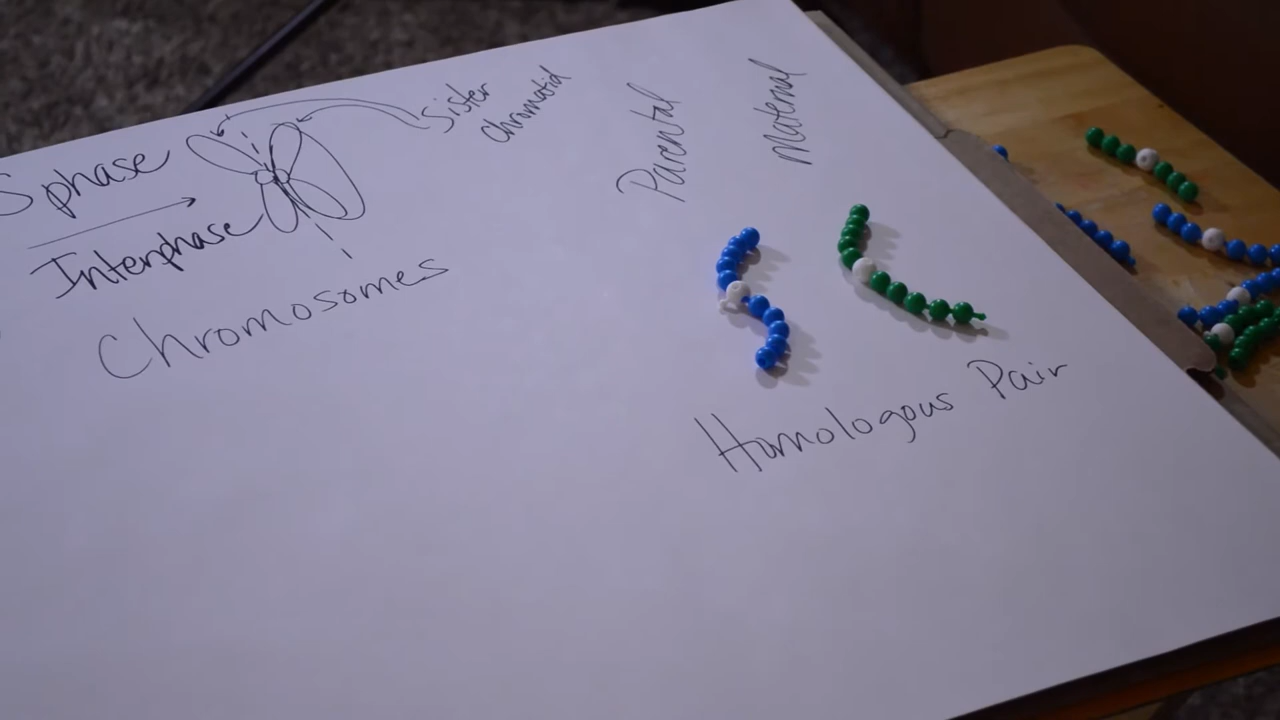 S phase
Interphase
Chromosomes
Sister
chromatid
Parental
Maternal
Homologous Pair